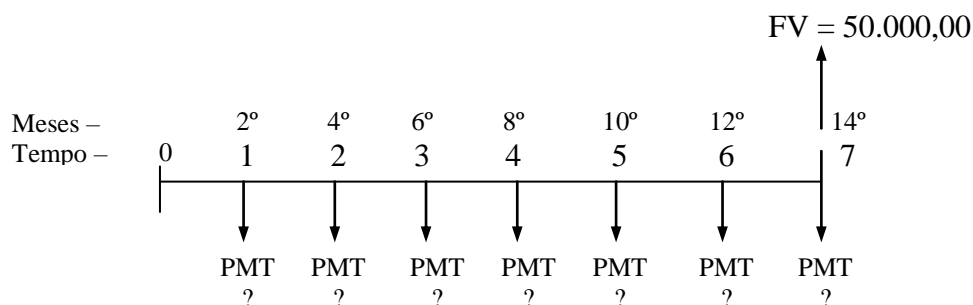 FV = 50.000,00
Meses – 2º 4º 6º 8º 10º 12º 14º
Tempo – 0 1 2 3 4 5 6 7
PMT PMT PMT PMT PMT PMT PMT
? ? ? ? ? ? ?